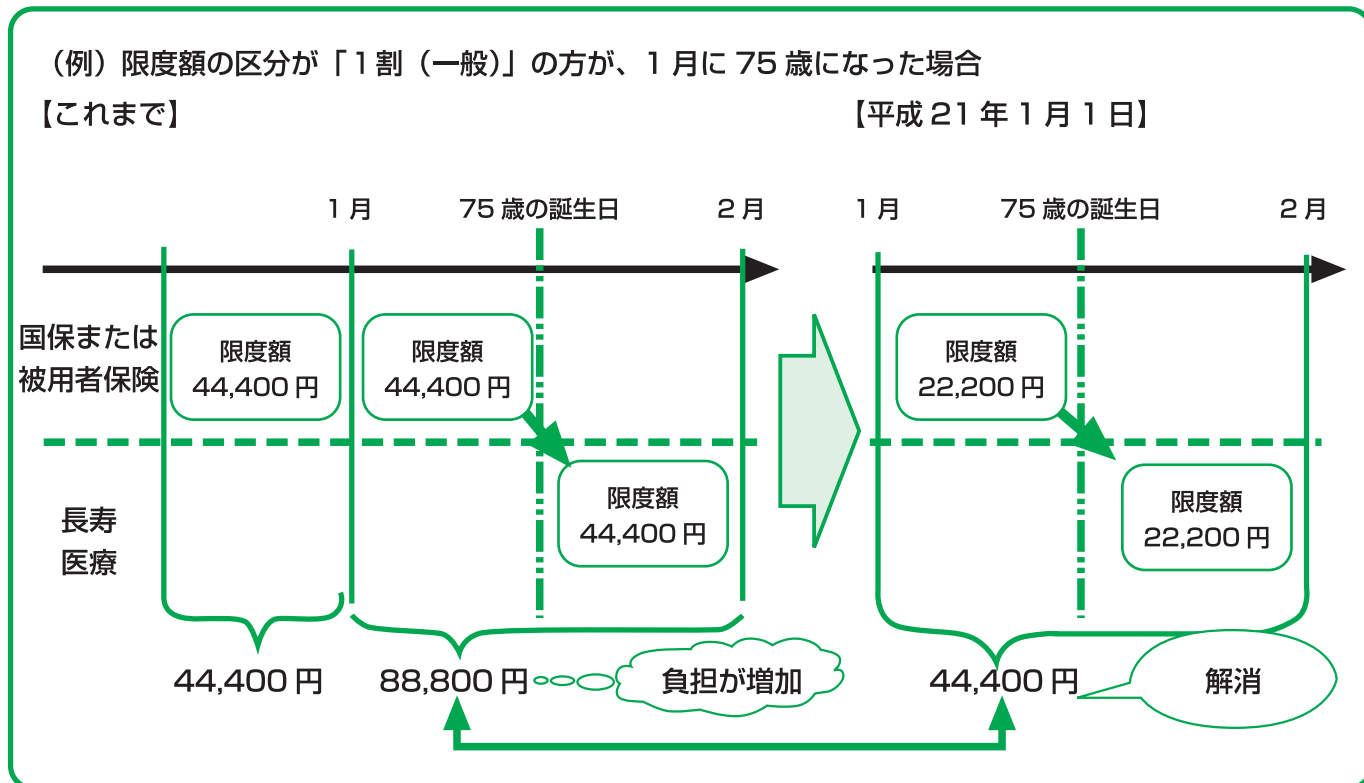 （例）限度額の区分が「１割（一般）」の方が、１月に 75 歳になった場合
【これまで】
【平成 21 年 1 月 1 日】
1 月
75 歳の誕生日
2 月
1 月
75 歳の誕生日
2 月
国保または
被用者保険
限度額
44,400 円
限度額
44,400 円
限度額
22,200 円
長寿
医療
限度額
44,400 円
限度額
22,200 円
44,400 円
88,800 円
負担が増加
44,400 円
解消